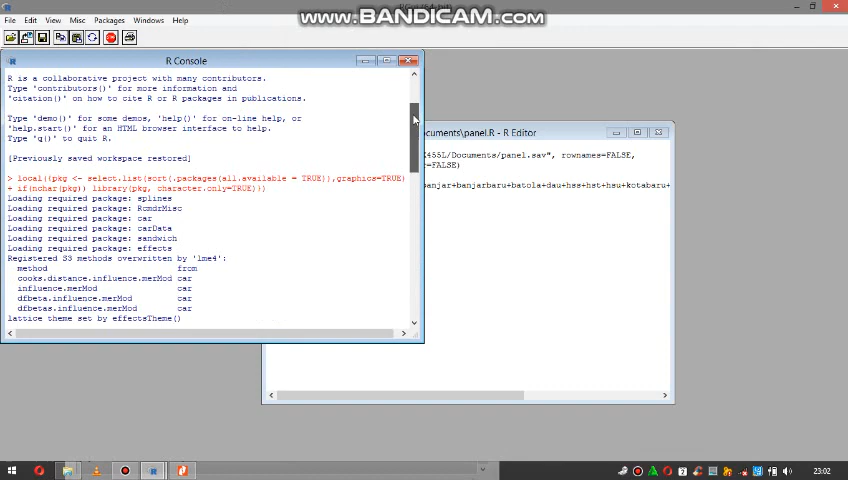 www.BANDICAM.com
RGui (64-bit)
File Edit View Misc Packages Windows Help
STOP
R Console
R is a collaborative project with many contributors.
Type 'contributors()' for more information and
'citation()' on how to cite R or R packages in publications.
Type 'demo()' for some demos, 'help()' for on-line help, or
'help.start()' for an HTML browser interface to help.
Type 'q()' to quit R.
[Previously saved workspace restored]
> local({pkg <- select.list(sort(.packages(all.available = TRUE)),graphics=TRUE)
+ if(nchar(pkg)) library(pkg, character.only=TRUE)})
Loading required package: splines
Loading required package: RcmdrMisc
Loading required package: car
Loading required package: carData
Loading required package: sandwich
Loading required package: effects
Registered S3 methods overwritten by 'lme4':
method from
cooks.distance.influence.merMod car
influence.merMod car
dfbeta.influence.merMod car
dfbetas.influence.merMod car
lattice theme set by effectsTheme()
ocuments\panel.R - R Editor
455L/Documents/panel.sav", rownames=FALSE,
r=FALSE)
banjar+banjarbaru+batola+dau+hss+hst+hsu+kotabaru+
23:02